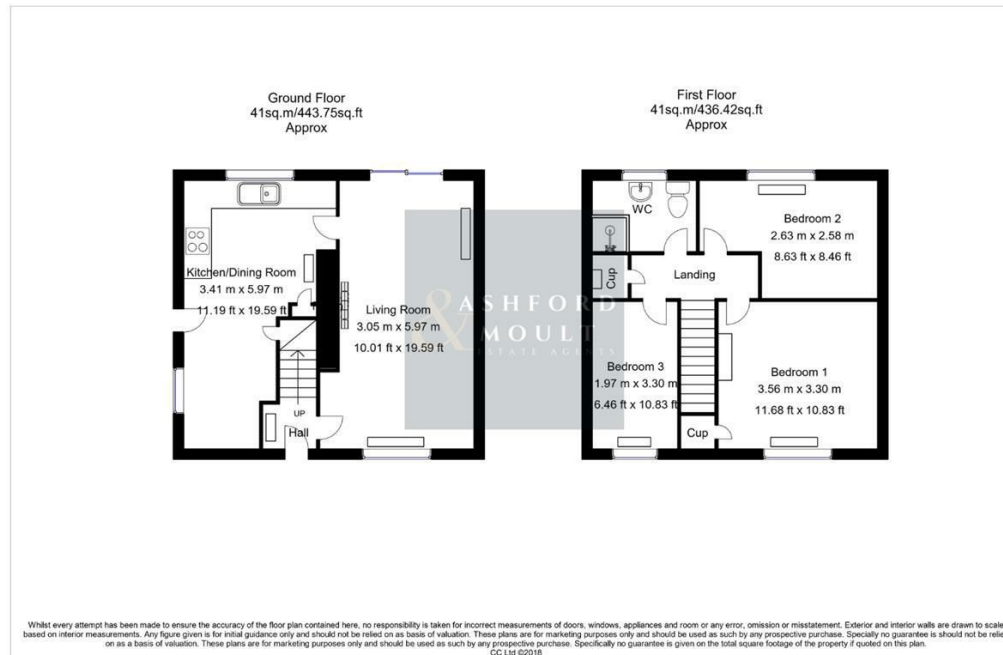 Ground Floor
41sq.m/443.75sq.ft
Approx
First Floor
41sq.m/436.42sq.ft
Approx
Kitchen/Dining Room
3.41 m x 5.97 m
11.19 ft x 19.59 ft
Living Room
3.05 m x 5.97 m
10.01 ft x 19.59 ft
UP
Hall
WC
Bedroom 2
2.63 m x 2.58 m
8.63 ft x 8.46 ft
Cup
Landing
Bedroom 3
1.97 m x 3.30 m
6.46 ft x 10.83 ft
Bedroom 1
3.56 m x 3.30 m
11.68 ft x 10.83 ft
Cup
& ASHFORD
MOULT
ESTATE AGENTS
Whilst every attempt has been made to ensure the accuracy of the floor plan contained here, no responsibility is taken for incorrect measurements of doors, windows, appliances and room or any error, omission or misstatement. Exterior and interior walls are drawn to scale
based on interior measurements. Any figure given is for initial guidance only and should not be relied on as basis of valuation. These plans are for marketing purposes only and should be used as such by any prospective purchase. Specially no guarantee is should not be relie
on as a basis of valuation. These plans are for marketing purposes only and should be used as such by any prospective purchase. Specifically no guarantee is given on the total square footage of the property if quoted on this plan.
CC Ltd ©2018